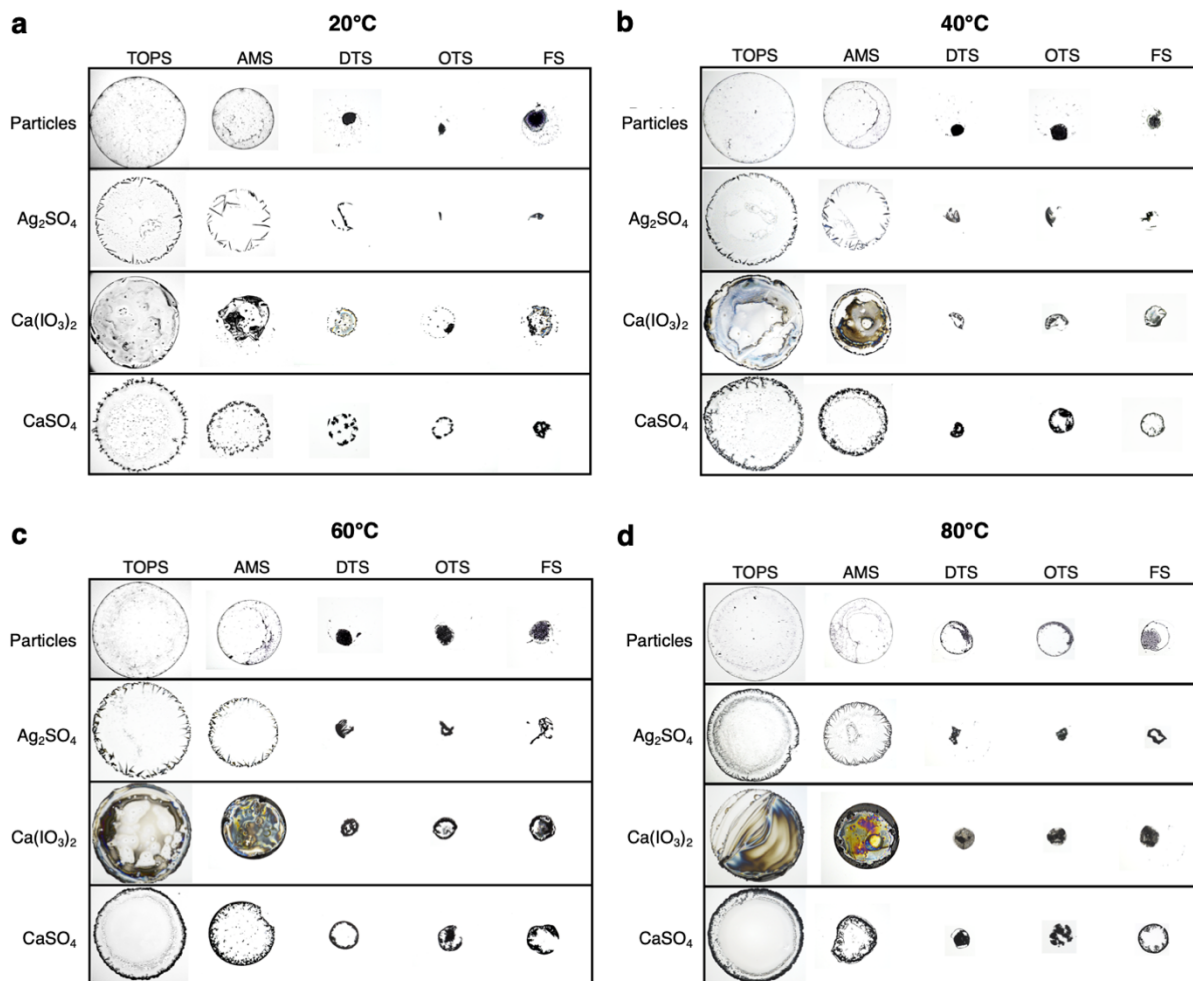 a 20°C
TOPS AMS DTS OTS FS
Particles
Ag₂SO₄
Ca(IO₃)₂
CaSO₄
b 40°C
TOPS AMS DTS OTS FS
Particles
Ag₂SO₄
Ca(IO₃)₂
CaSO₄
c 60°C
TOPS AMS DTS OTS FS
Particles
Ag₂SO₄
Ca(IO₃)₂
CaSO₄
d 80°C
TOPS AMS DTS OTS FS
Particles
Ag₂SO₄
Ca(IO₃)₂
CaSO₄